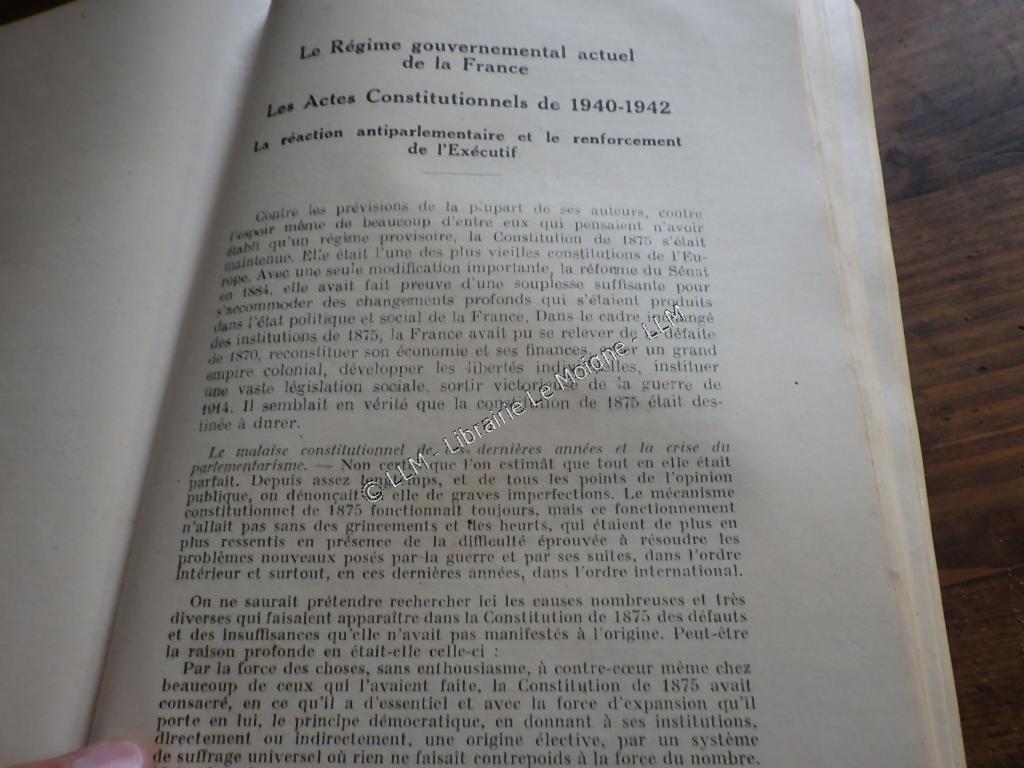 Le Régime gouvernemental actuel
de la France
Les Actes Constitutionnels de 1940-1942
La réaction antiparlementaire et le renforcement
de l'Exécutif
Contre les prévisions de la plupart de ses auteurs, contre
l'espoir même de beaucoup d'entre eux qui pensaient n'avoir
établi qu'un régime provisoire, la Constitution de 1875 s'était
maintenue. Elle était l'une des plus vieilles constitutions de l'Eu-
rope. Avec une seule modification importante, la réforme du Sénat
en 1884, elle avait fait preuve d'une souplesse suffisante pour
s'accommoder des changements profonds qui s'étaient produits
dans l'état politique et social de la France. Dans le cadre inchangé
des institutions de 1875, la France avait pu se relever de la défaite
de 1870, reconstituer son économie et ses finances, créer un grand
empire colonial, développer les libertés individuelles, instituer
une vaste législation sociale, sortir victorieuse de la guerre de
1914. Il semblait en vérité que la constitution de 1875 était des-
tinée à durer.
Le malaise constitutionnel de dernières années et la crise du
parlementarisme. — Non certes que l'on estimât que tout en elle était
parfait. Depuis assez longtemps, et de tous les points de l'opinion
publique, on dénonçait en elle de graves imperfections. Le mécanisme
constitutionnel de 1875 fonctionnait toujours, mais ce fonctionnement
n'allait pas sans des grincements et des heurts, qui étaient de plus en
plus ressentis en présence de la difficulté éprouvée à résoudre les
problèmes nouveaux posés par la guerre et par ses suites, dans l'ordre
intérieur et surtout, en ces dernières années, dans l'ordre international.
On ne saurait prétendre rechercher ici les causes nombreuses et très
diverses qui faisaient apparaître dans la Constitution de 1875 des défauts
et des insuffisances qu'elle n'avait pas manifestés à l'origine. Peut-être
la raison profonde en était-elle celle-ci :
Par la force des choses, sans enthousiasme, à contre-cœur même chez
beaucoup de ceux qui l'avaient faite, la Constitution de 1875 avait
consacré, en ce qu'il a d'essentiel et avec la force d'expansion qu'il
porte en lui, le principe démocratique, en donnant à ses institutions,
directement ou indirectement, une origine élective, par un système
de suffrage universel où rien ne faisait contrepoids à la force du nombre.
© LLM - Librairie Le Moigne - LLM